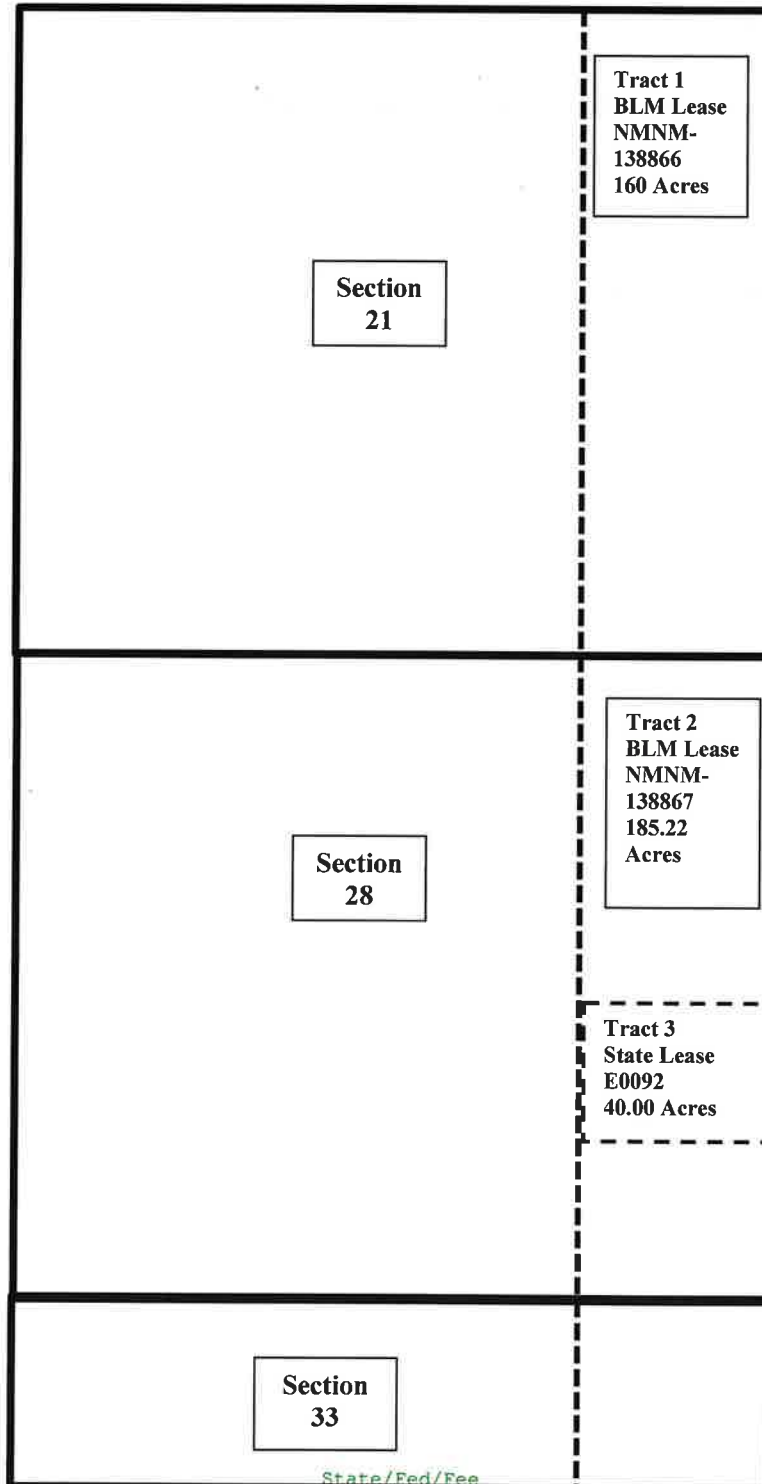 Tract 1
BLM Lease
NMNM-
138866
160 Acres
Section
21
Tract 2
BLM Lease
NMNM-
138867
185.22
Acres
Section
28
Tract 3
State Lease
E0092
40.00 Acres
Section
33
State/Fed/Fee